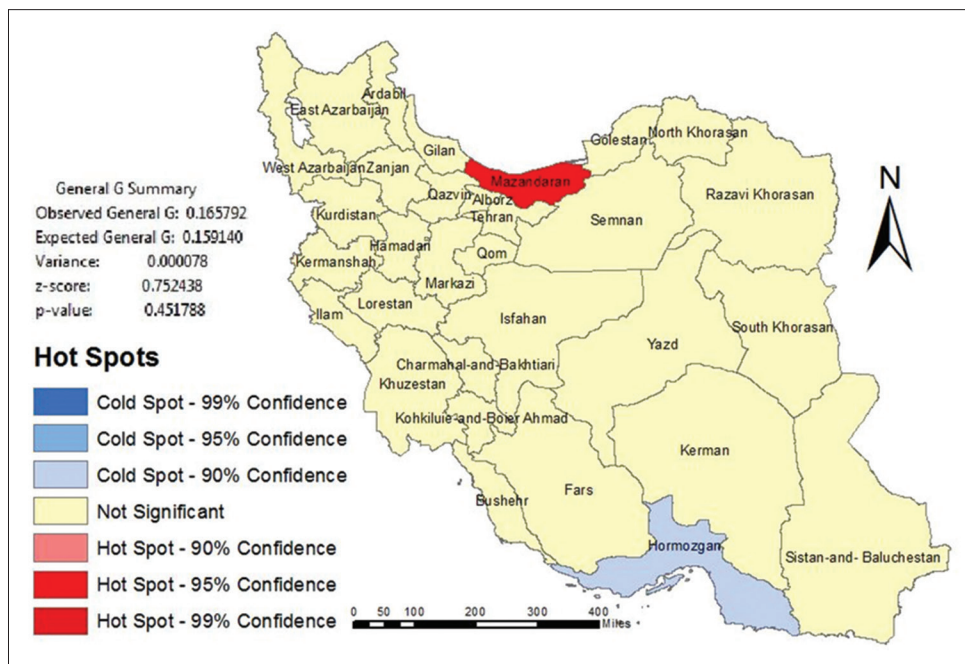 Ardabil
East Azarbaijan
Gilan
Golestan
North Khorasan
West Azarbaijan
Zanjan
Mazandaran
Razavi Khorasan
N
General G Summary
Observed General G: 0.165792
Expected General G: 0.159140
Variance: 0.000078
z-score: 0.752438
p-value: 0.451788
Qazvin
Alborz
Tehran
Semnan
Kurdistan
Hamadan
Qom
Kermanshah
Markazi
Lorestan
Ilam
Isfahan
South Khorasan
Yazd
Charmahal-and-Bakhtiari
Khuzestan
Kohkiluie-and-Boier Ahmad
Kerman
Fars
Bushehr
Hormozgan
Sistan-and- Baluchestan
Hot Spots
Cold Spot - 99% Confidence
Cold Spot - 95% Confidence
Cold Spot - 90% Confidence
Not Significant
Hot Spot - 90% Confidence
Hot Spot - 95% Confidence
Hot Spot - 99% Confidence
0 50 100 200 300 400
Miles